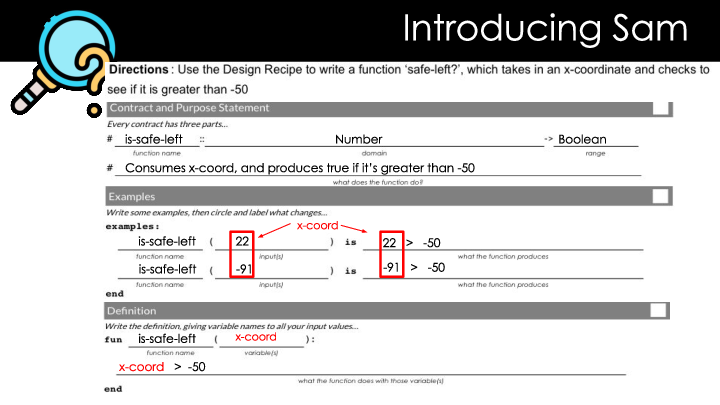 Introducing Sam
Directions : Use the Design Recipe to write a function ‘safe-left?’, which takes in an x-coordinate and checks to
see if it is greater than -50
Contract and Purpose Statement
Every contract has three parts...
# is-safe-left :: Number -> Boolean
function name domain range
# Consumes x-coord, and produces true if it’s greater than -50
what does the function do?
Examples
Write some examples, then circle and label what changes...
examples: x-coord
is-safe-left ( 22 ) is 22 > -50
function name input(s) what the function produces
is-safe-left ( -91 ) is -91 > -50
function name input(s) what the function produces
end
Definition
Write the definition, giving variable names to all your input values...
fun is-safe-left ( x-coord ):
function name variable(s)
x-coord > -50
what the function does with those variable(s)
end